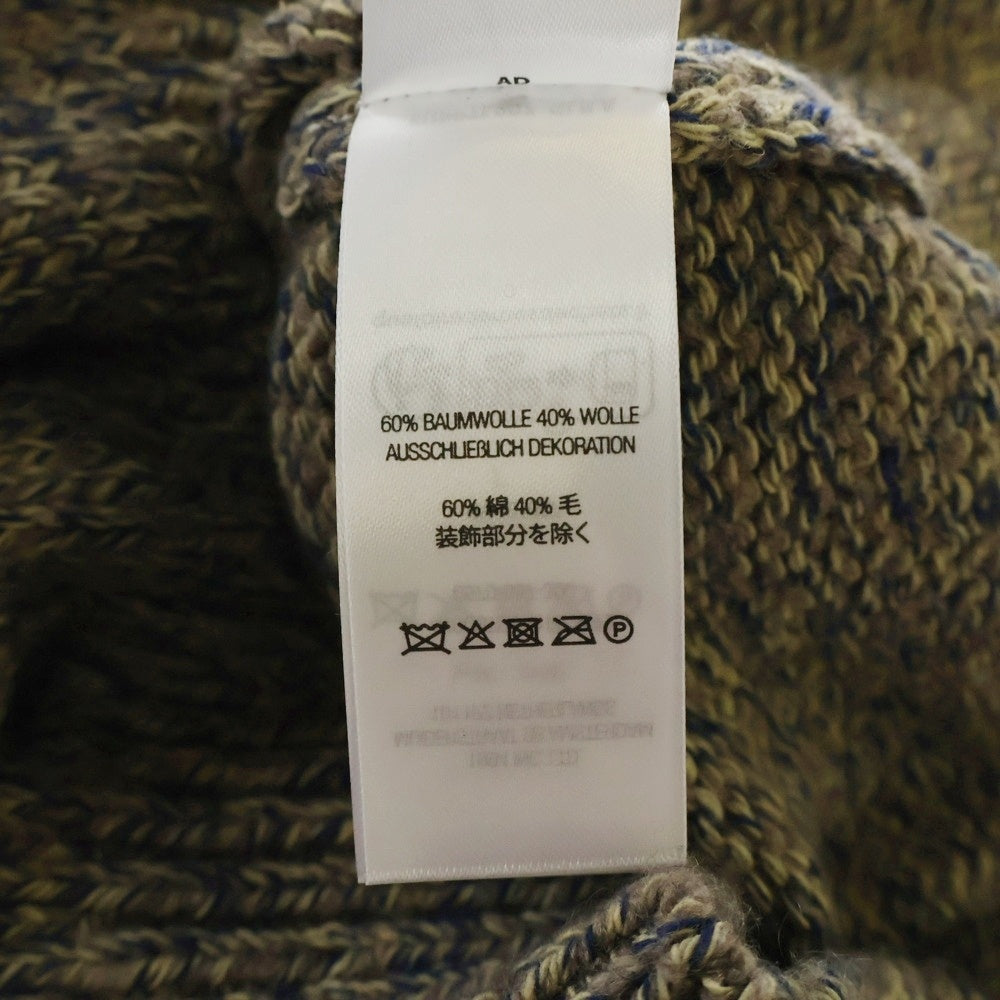 60% BAUMWOLLE 40% WOLLE
AUSSCHLIEßLICH DEKORATION
60% 綿 40% 毛
装飾部分を除く
P